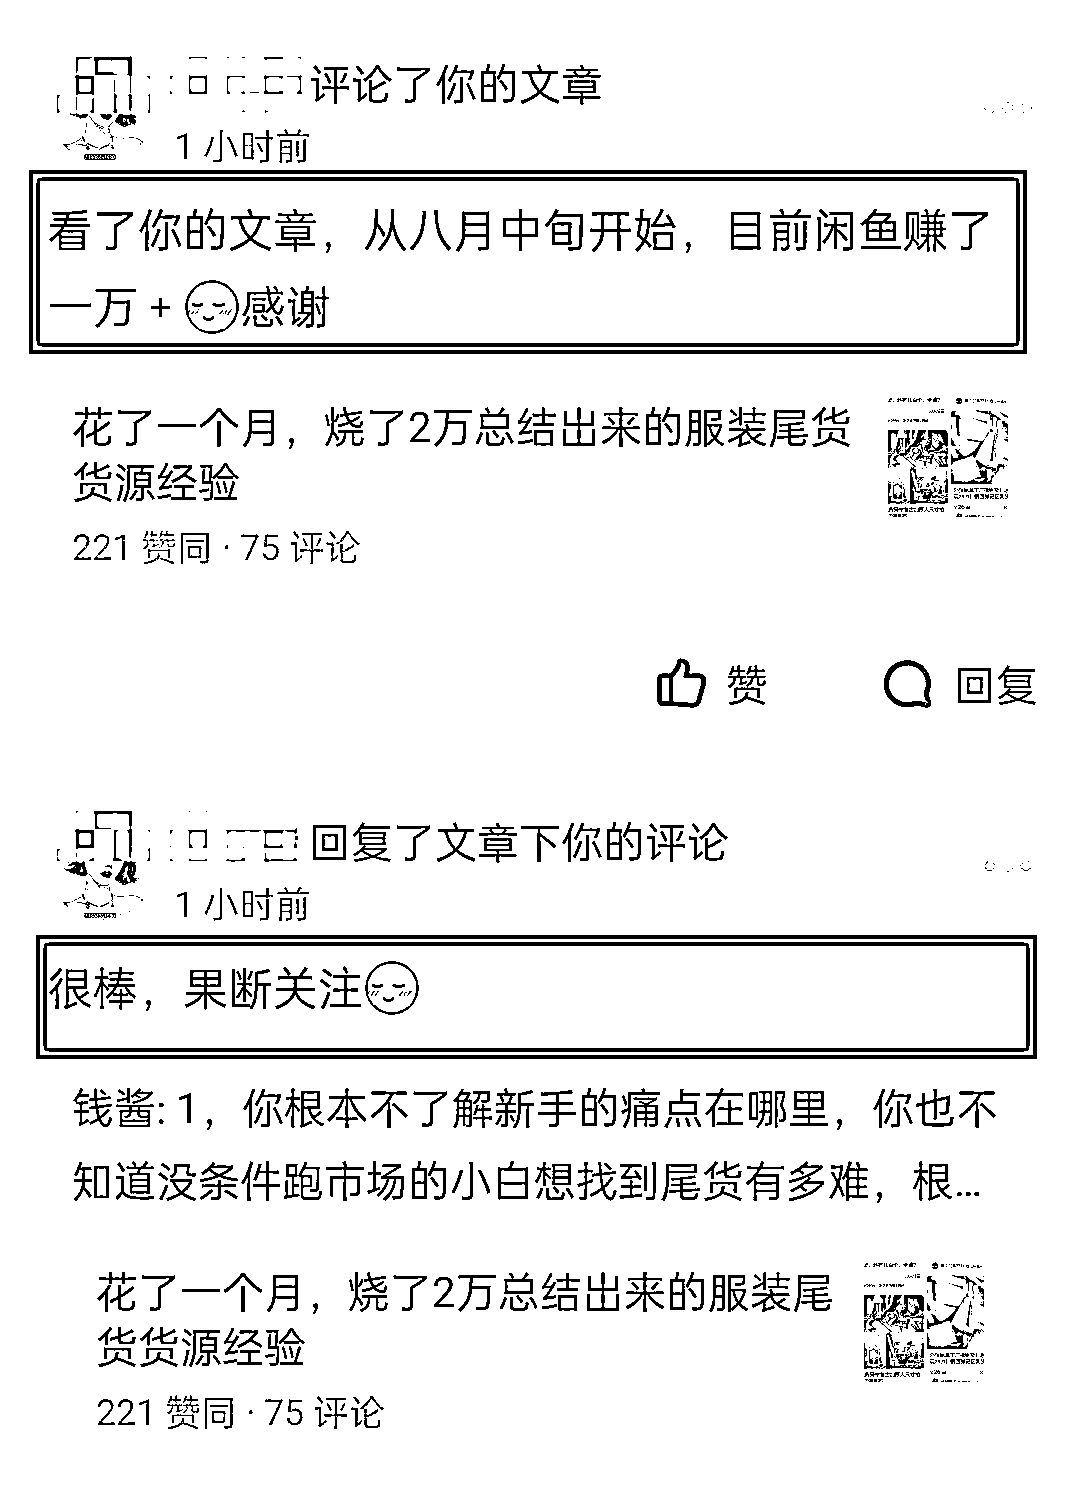 评论了你的文章
1 小时前
看了你的文章，从八月中旬开始，目前闲鱼赚了
一万 + 😌感谢
花了一个月，烧了2万总结出来的服装尾货
货源经验
221 赞同 · 75 评论
赞 回复
回复了文章下你的评论
1 小时前
很棒，果断关注😌
钱酱: 1，你根本不了解新手的痛点在哪里，你也不
知道没条件跑市场的小白想找到尾货有多难，根...
花了一个月，烧了2万总结出来的服装尾
货货源经验
221 赞同 · 75 评论